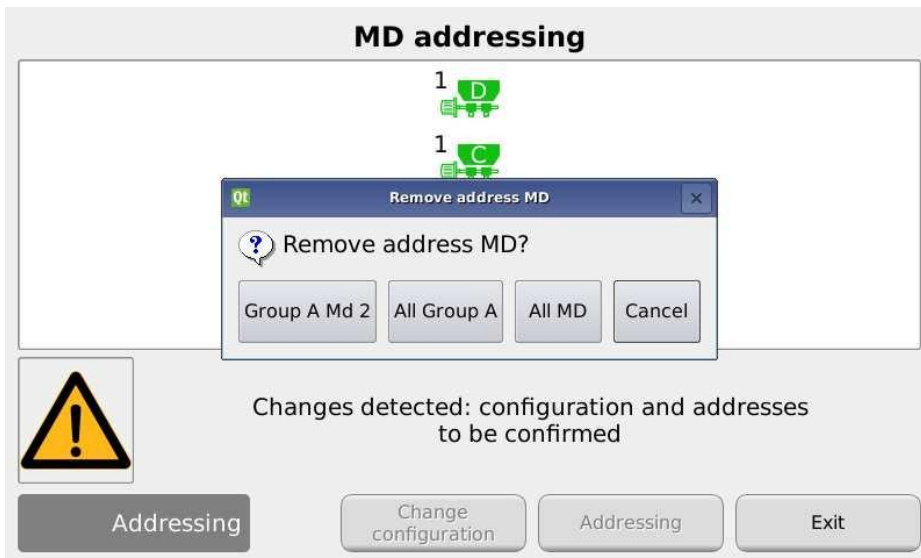 MD addressing
1 D
1 C
Qt Remove address MD
Remove address MD?
Group A Md 2 All Group A All MD Cancel
Changes detected: configuration and addresses
to be confirmed
Addressing Change configuration Addressing Exit